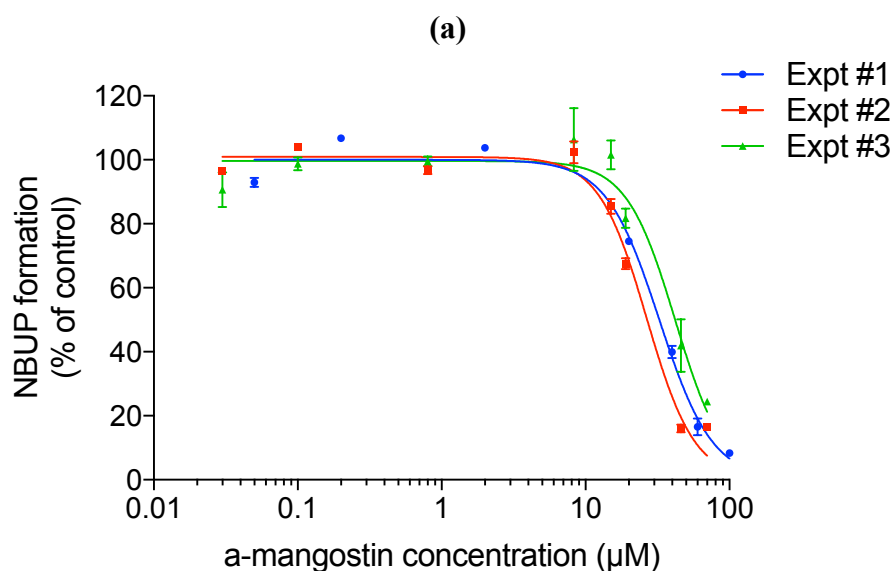 (a)
Expt #1
Expt #2
Expt #3
120
100
80
60
40
20
0
NBUP formation
(% of control)
0.01
0.1
1
10
100
a-mangostin concentration (µM)